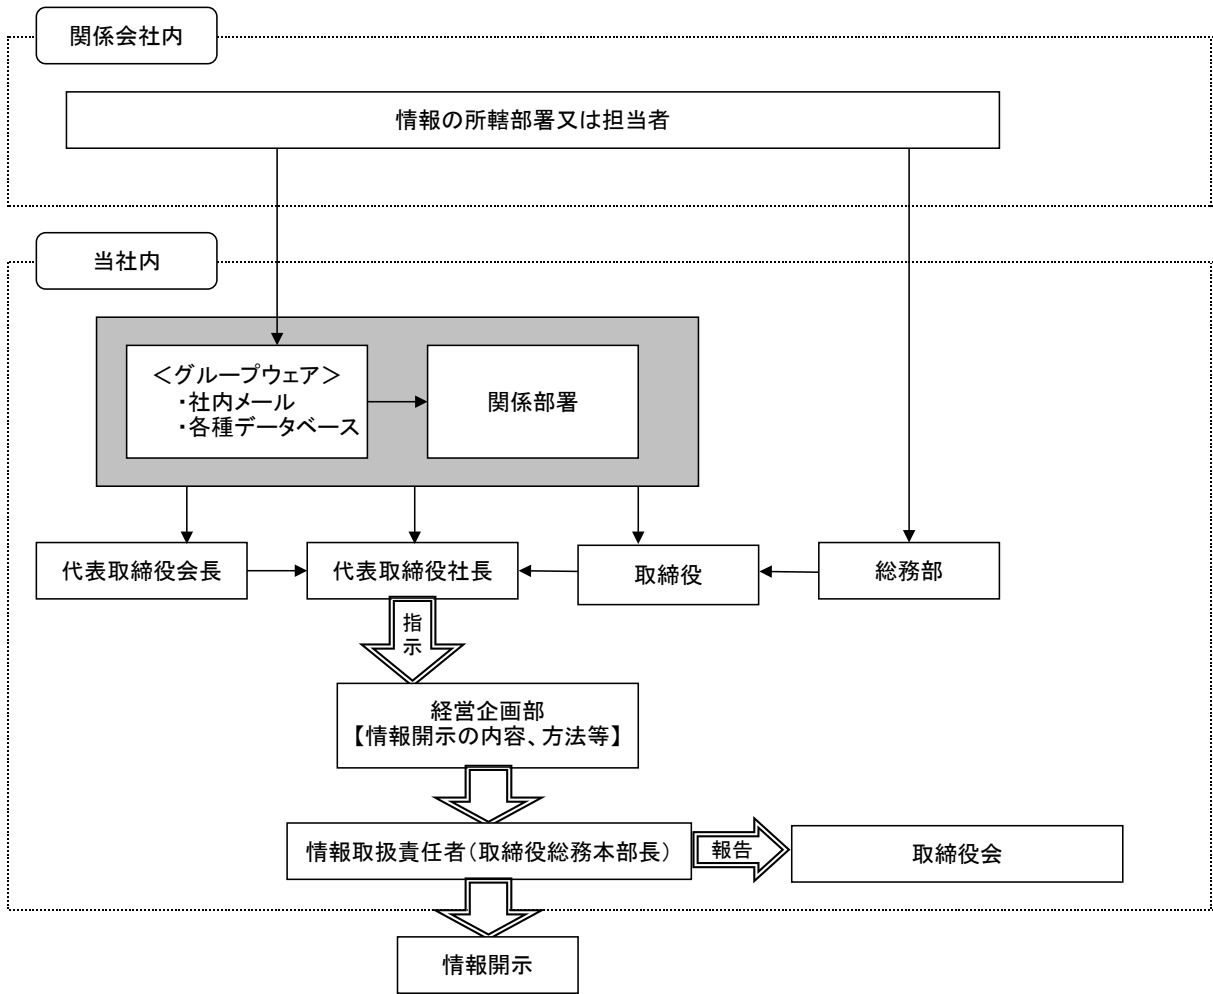 関係会社内
情報の所轄部署又は担当者
当社内
＜グループウェア＞
・社内メール
・各種データベース
関係部署
代表取締役会長
代表取締役社長
取締役
総務部
指
示
経営企画部
【情報開示の内容、方法等】
情報取扱責任者（取締役総務本部長）
報告
取締役会
情報開示